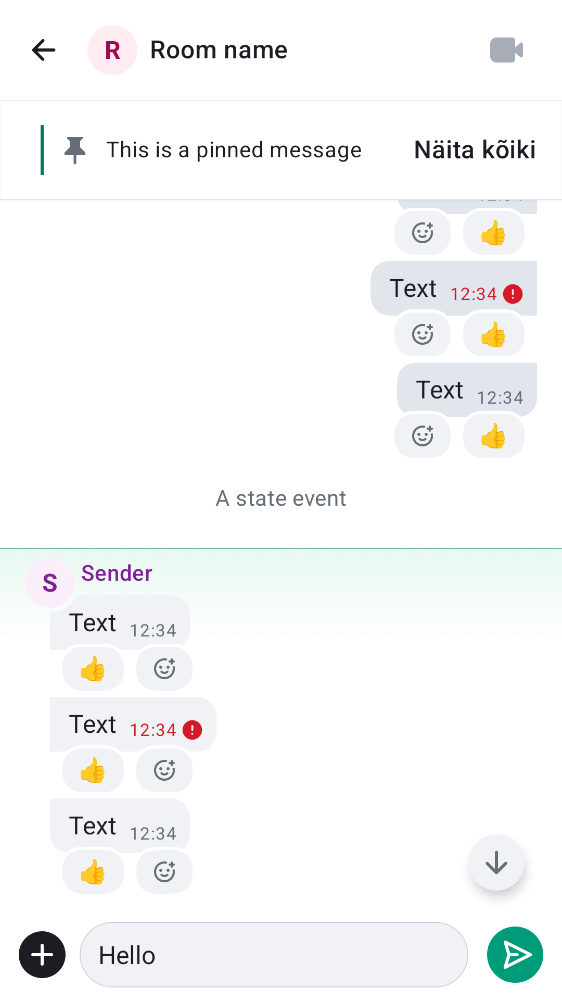 R
Room name
This is a pinned message
Näita kõiki
Text 12:34
Text 12:34
A state event
S
Sender
Text 12:34
Text 12:34
Text 12:34
Hello